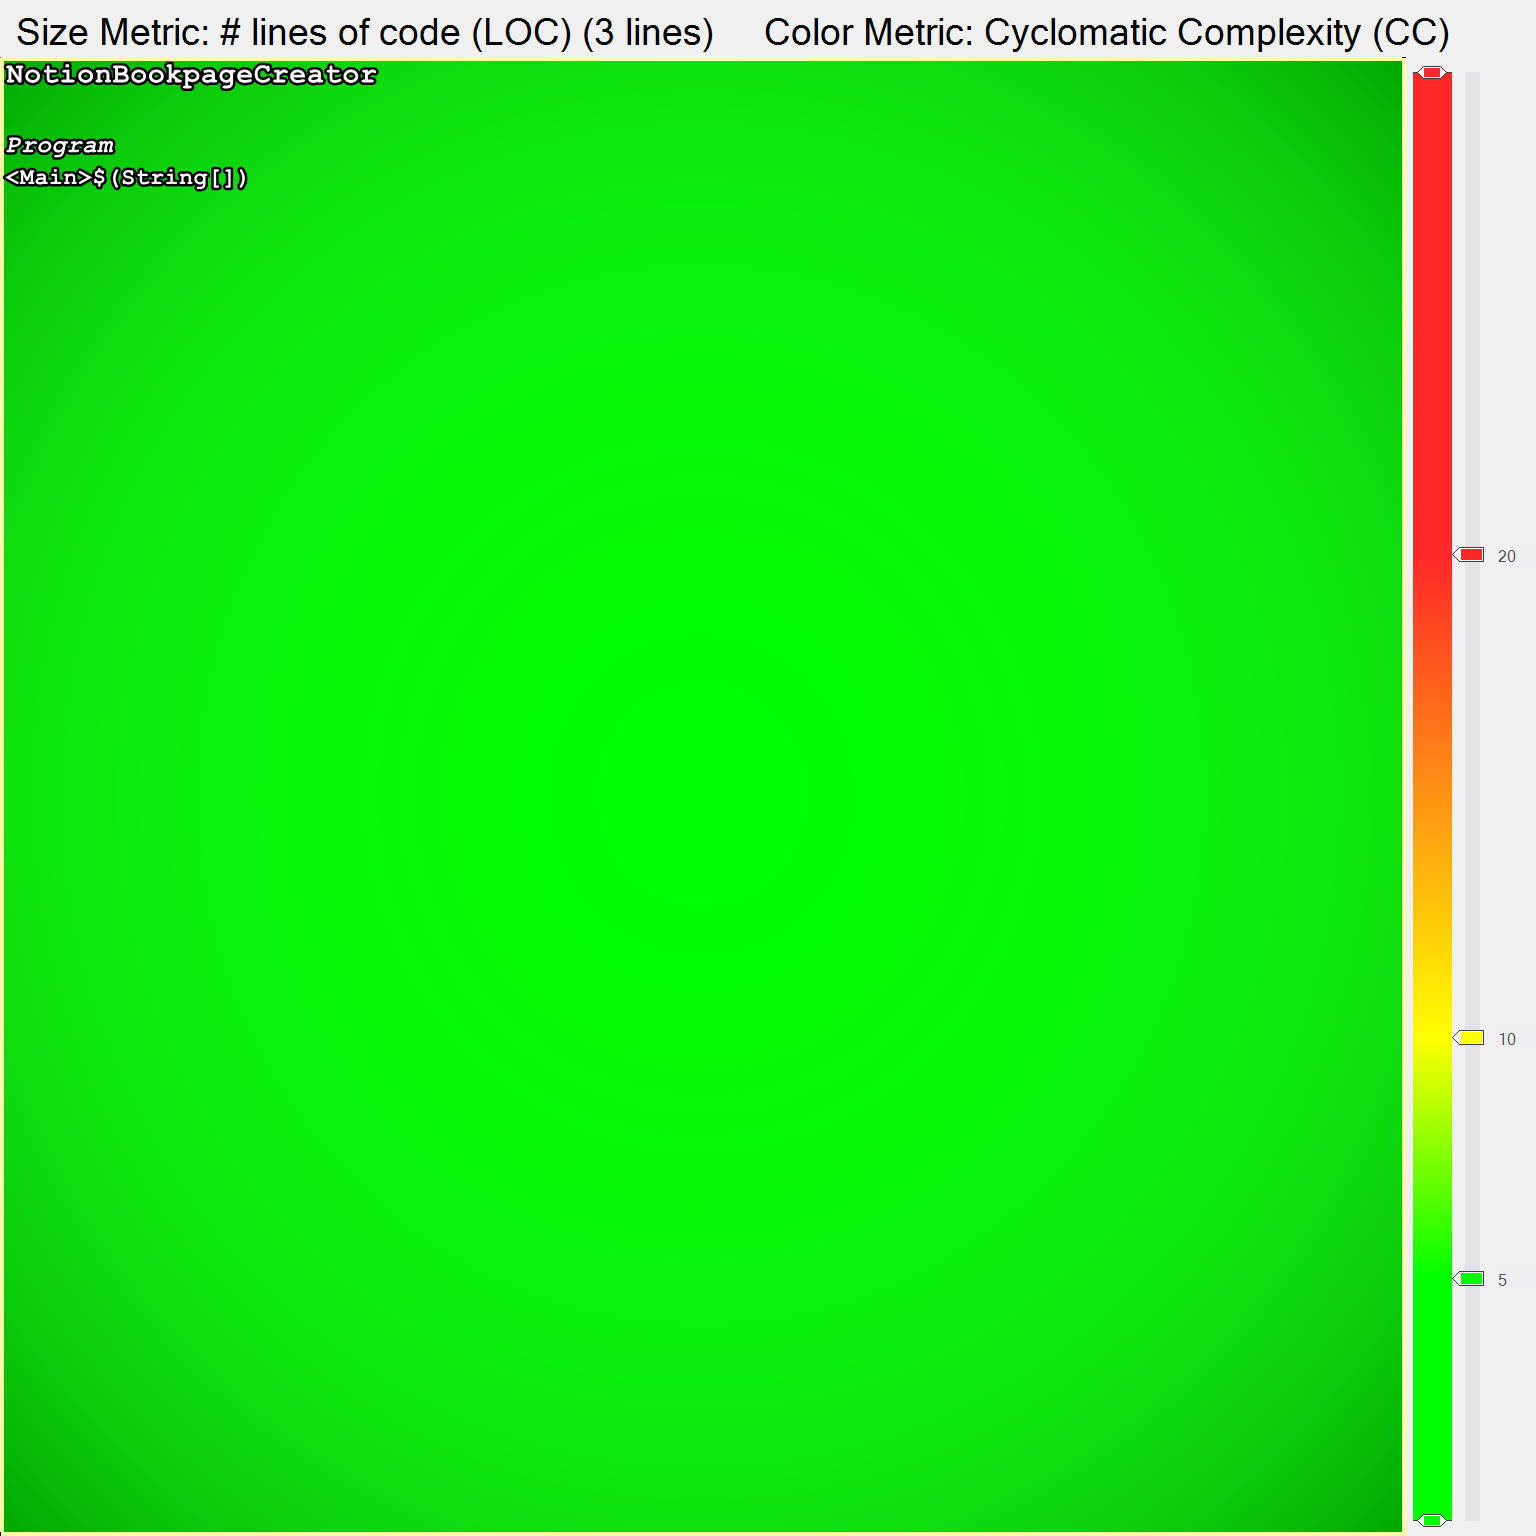 Size Metric: # lines of code (LOC) (3 lines) Color Metric: Cyclomatic Complexity (CC)
NotionBookpageCreator
Program
<Main>$(String[])
20
10
5